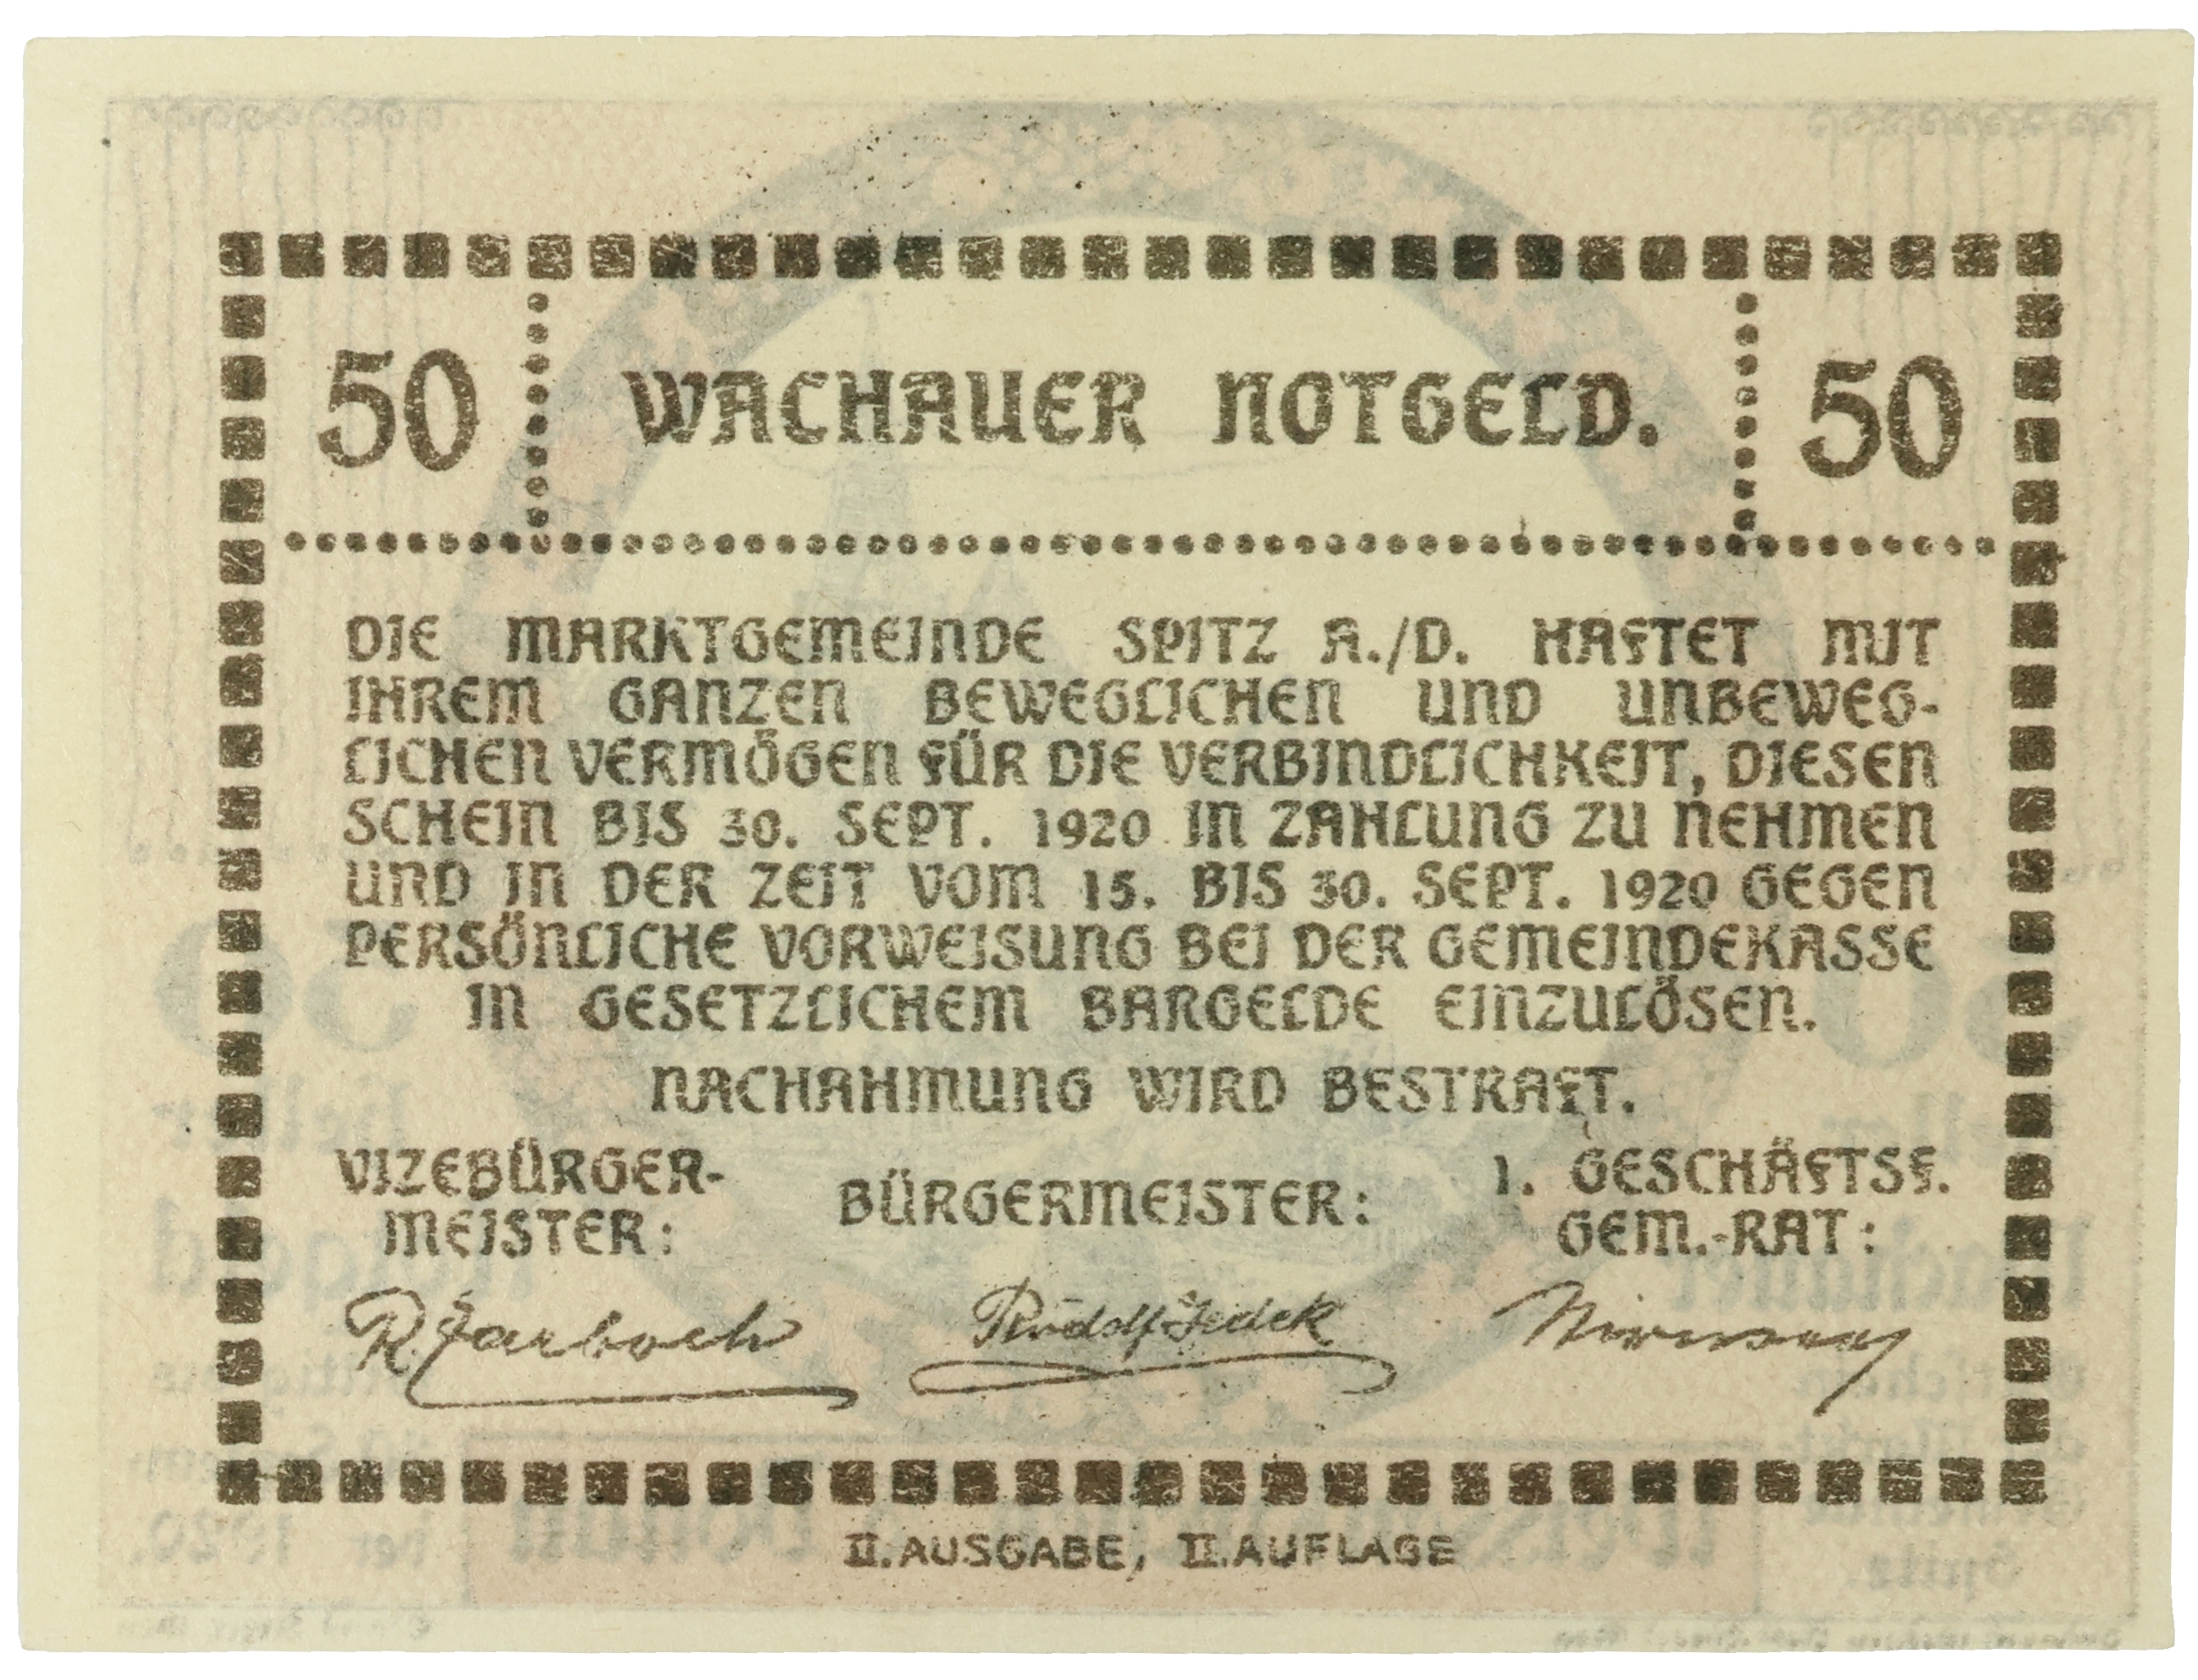 50 WACHAUER NOTGELD. 50
DIE MARKTGEMEINDE SPITZ A./D. HAFTET MIT
IHREM GANZEN BEWEGLICHEN UND UNBEWEG-
LICHEN VERMÖGEN FÜR DIE VERBINDLICHKEIT, DIESEN
SCHEIN BIS 30. SEPT. 1920 IN ZAHLUNG ZU NEHMEN
UND IN DER ZEIT VOM 15. BIS 30. SEPT. 1920 GEGEN
PERSÖNLICHE VORWEISUNG BEI DER GEMEINDEKASSE
IN GESETZLICHEM BARGELDE EINZULÖSEN.
NACHAHMUNG WIRD BESTRAFT.
VIZEBÜRGER-
MEISTER:
BÜRGERMEISTER:
1. GESCHÄFTSF.
GEM.-RAT:
Rudolf Jedek
II. AUSGABE, II. AUFLAGE